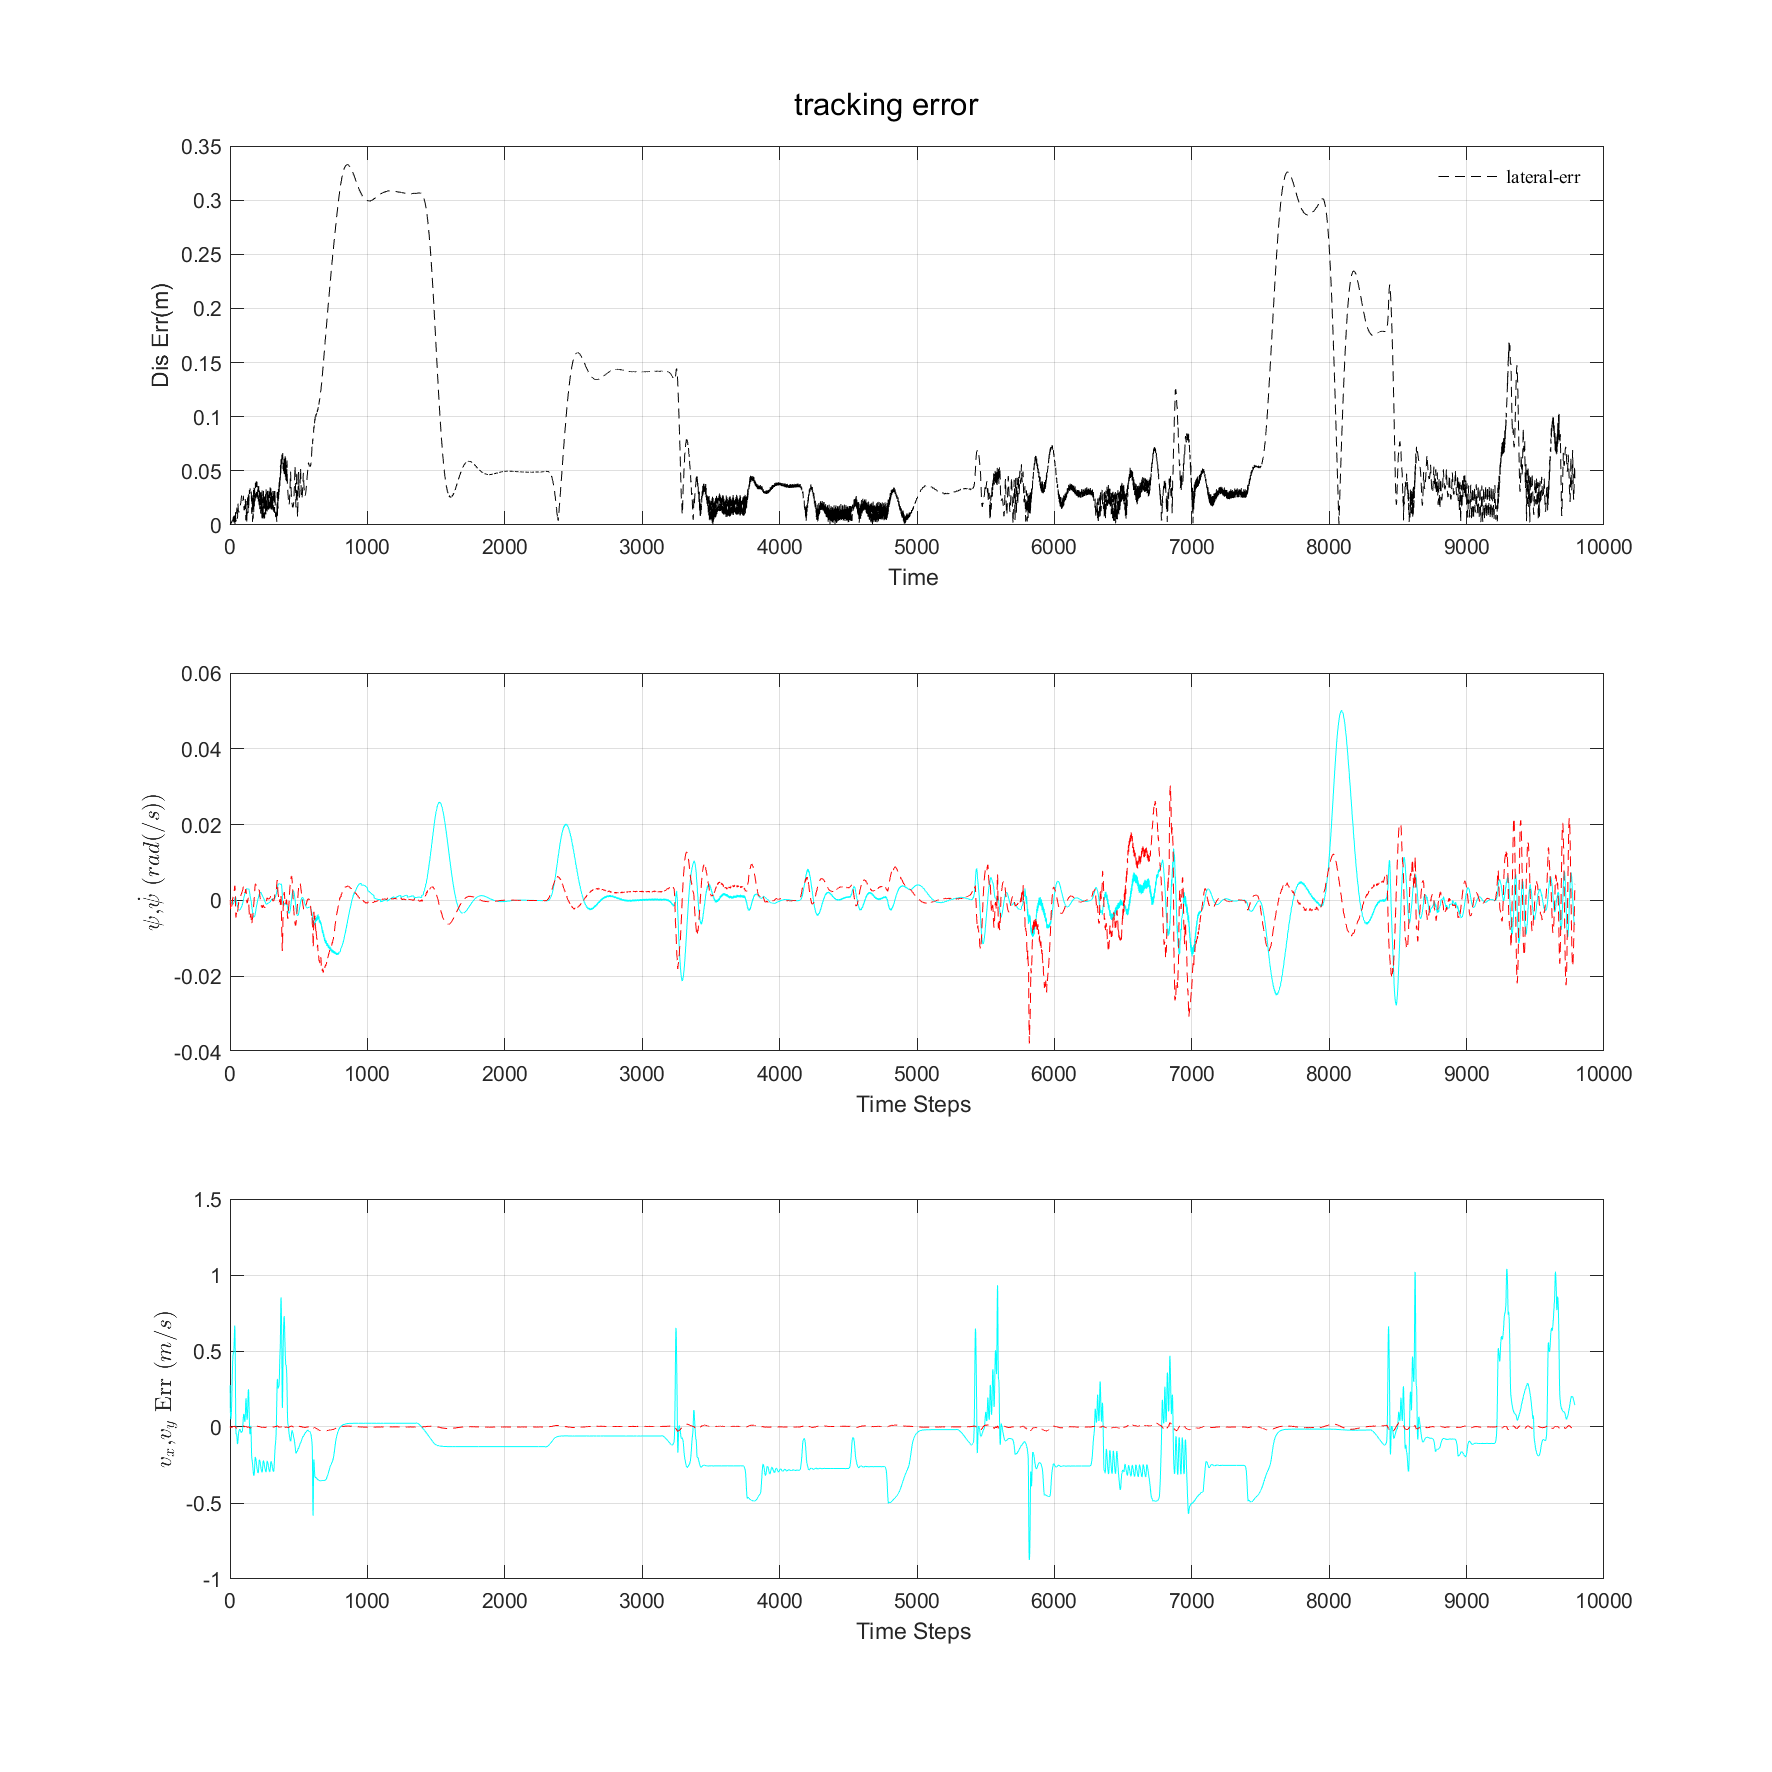 tracking error
0.35
0.3
0.25
0.2
0.15
0.1
0.05
0
Dis Err(m)
lateral-err
0 1000 2000 3000 4000 5000 6000 7000 8000 9000 10000
Time
0.06
0.04
0.02
0
-0.02
-0.04
ψ,ψ̇ (rad(/s))
0 1000 2000 3000 4000 5000 6000 7000 8000 9000 10000
Time Steps
1.5
1
0.5
0
-0.5
-1
v_x,v_y Err (m/s)
0 1000 2000 3000 4000 5000 6000 7000 8000 9000 10000
Time Steps